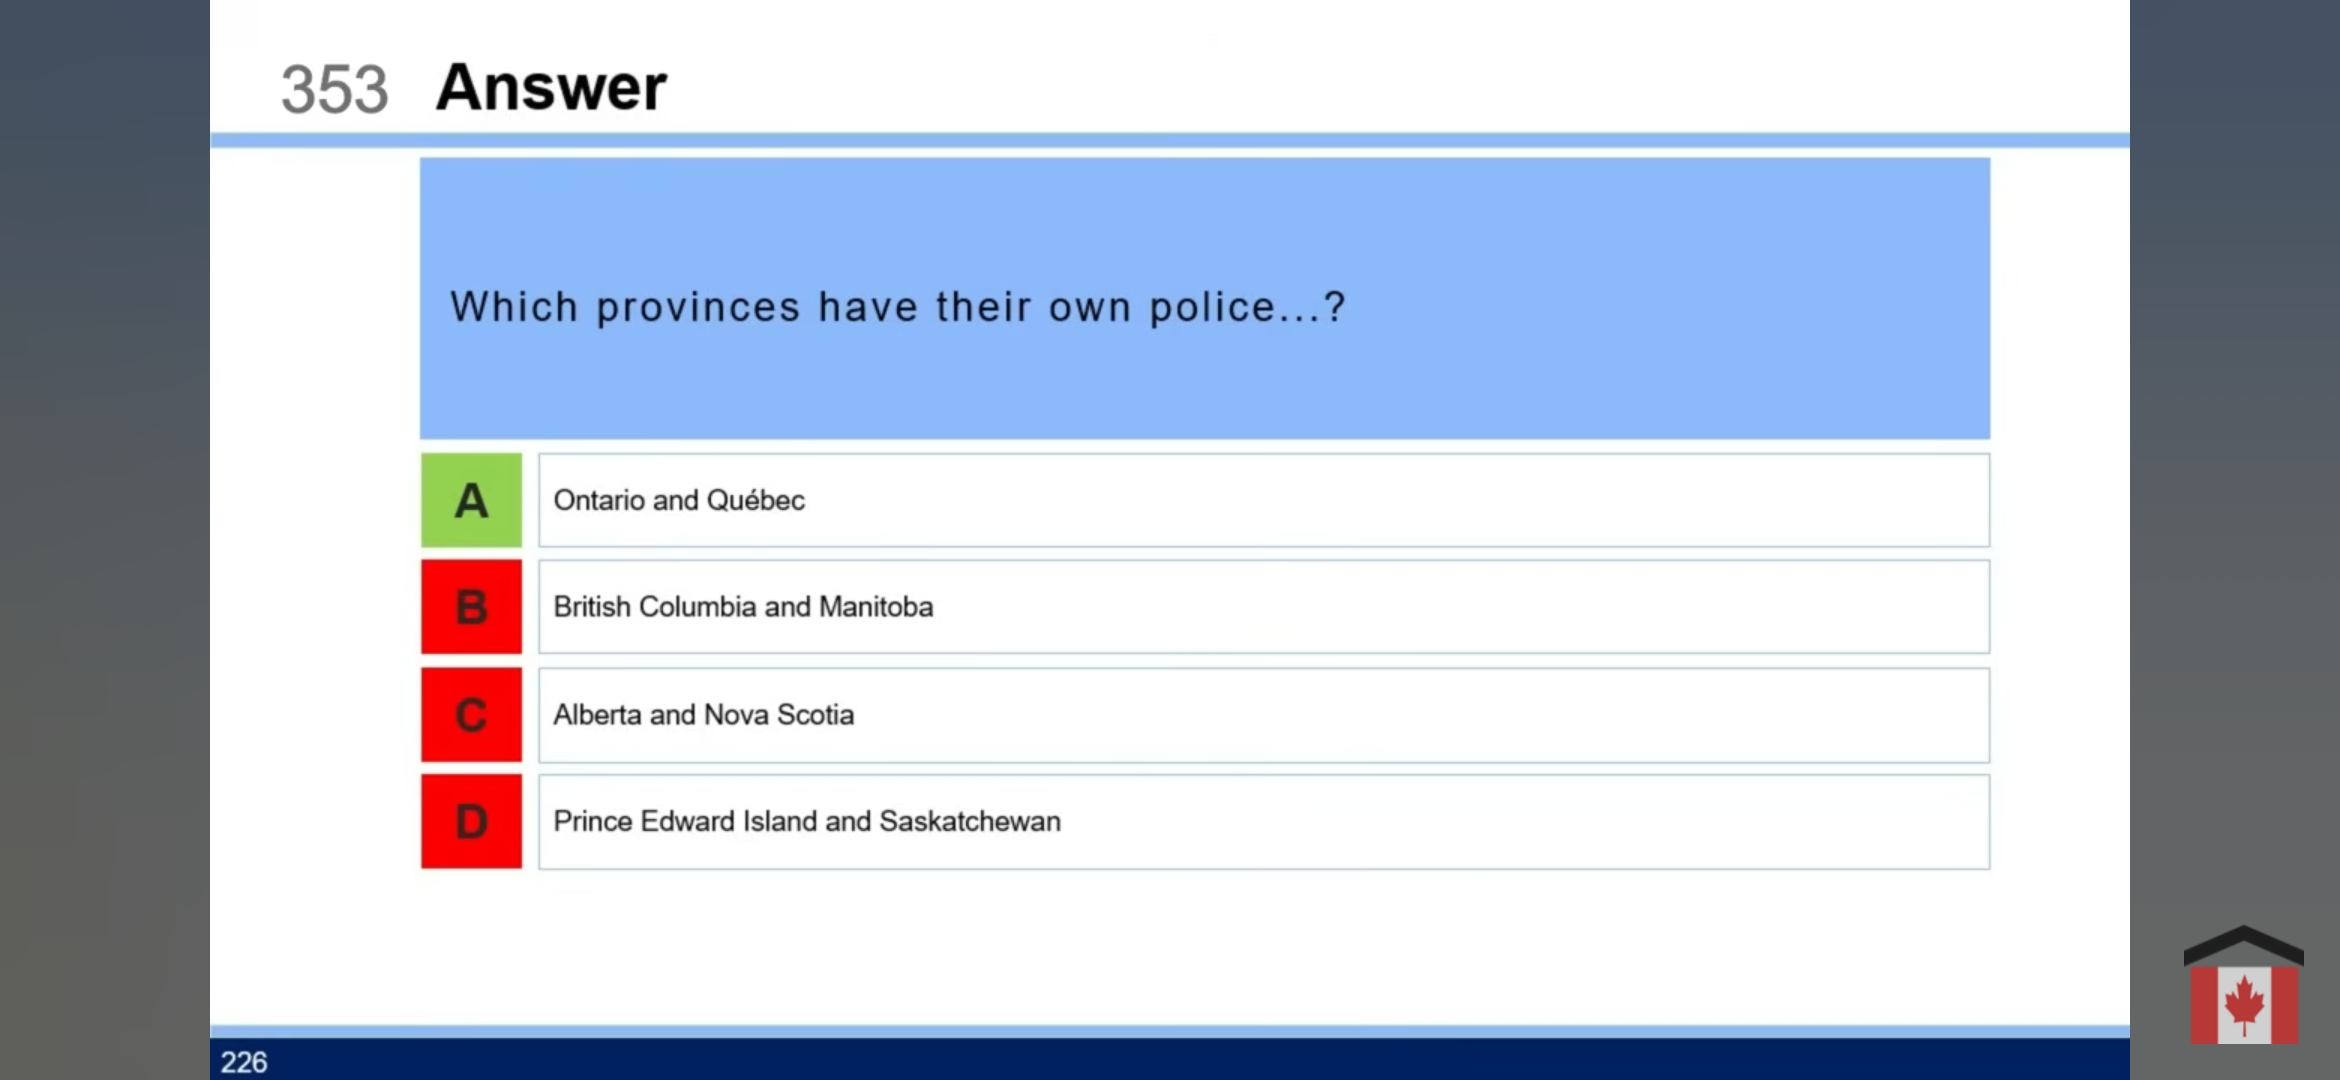 353 Answer
Which provinces have their own police...?
A Ontario and Québec
B British Columbia and Manitoba
C Alberta and Nova Scotia
D Prince Edward Island and Saskatchewan
226